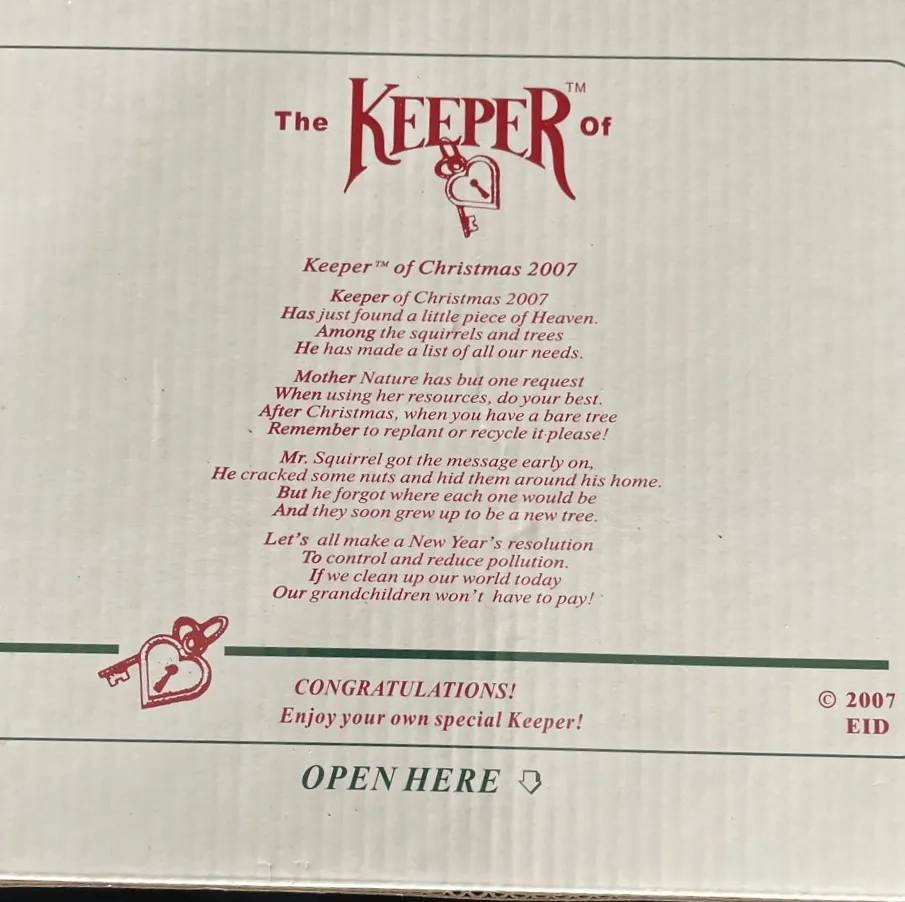 The KEEPER™ Of
Keeper™ of Christmas 2007
Keeper of Christmas 2007
Has just found a little piece of Heaven.
Among the squirrels and trees
He has made a list of all our needs.
Mother Nature has but one request
When using her resources, do your best.
After Christmas, when you have a bare tree
Remember to replant or recycle it please!
Mr. Squirrel got the message early on,
He cracked some nuts and hid them around his home.
But he forgot where each one would be
And they soon grew up to be a new tree.
Let's all make a New Year's resolution
To control and reduce pollution.
If we clean up our world today
Our grandchildren won't have to pay!
CONGRATULATIONS!
Enjoy your own special Keeper!
© 2007
EID
OPEN HERE